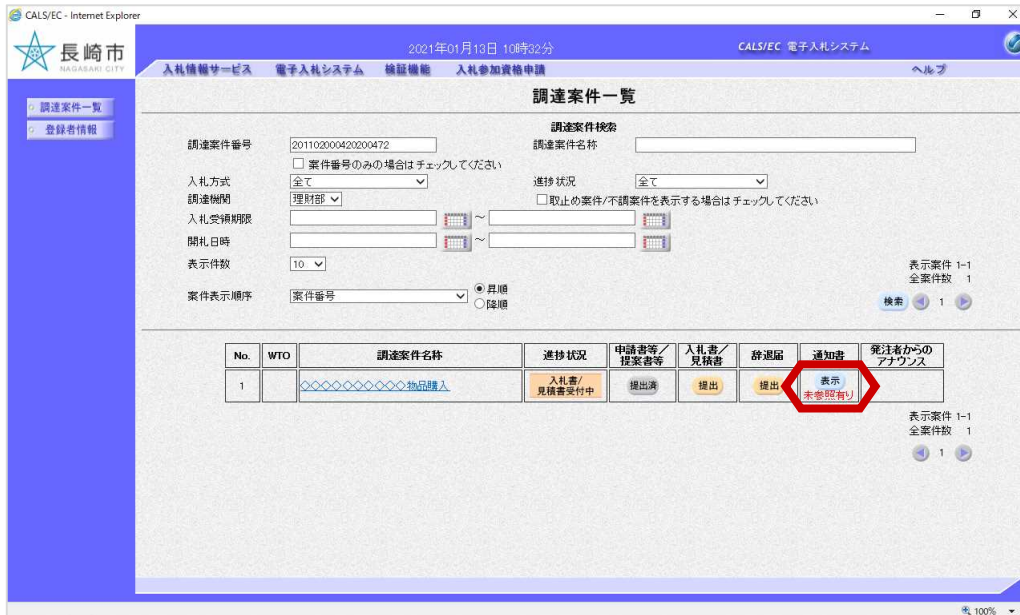 CALS/EC - Internet Explorer
長崎市
NAGASAKI CITY
2021年01月13日 10時32分
CALS/EC 電子入札システム
入札情報サービス 電子入札システム 検証機能 入札参加資格申請 ヘルプ
調達案件一覧
登録者情報
調達案件一覧
調達案件検索
調達案件番号 201102000420200472 調達案件名称
案件番号のみの場合はチェックしてください
入札方式 全て 進捗状況 全て
調達機関 理財部 取止め案件/不調案件を表示する場合はチェックしてください
入札受領期限 ～
開札日時 ～
表示件数 10
表示案件 1-1
全案件数 1
案件表示順序 案件番号 昇順
降順
検索 1
No. WTO 調達案件名称 進捗状況 申請書等／提案書等 入札書／見積書 辞退届 通知書 発注者からのアナウンス
1 ◇◇◇◇◇◇◇◇◇◇物品購入 入札書/見積書受付中 提出済 提出 提出 表示
未参照有り
表示案件 1-1
全案件数 1
1
100%